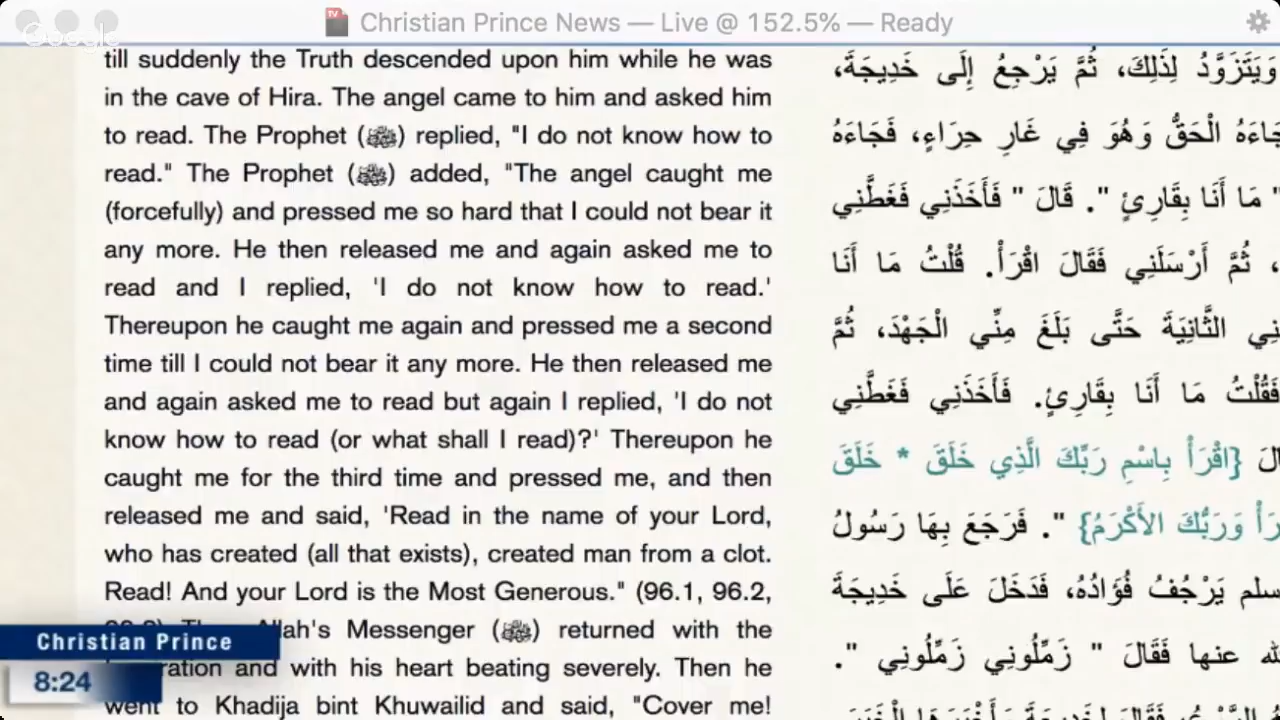 Google
Christian Prince News — Live @ 152.5% — Ready
till suddenly the Truth descended upon him while he was
in the cave of Hira. The angel came to him and asked him
to read. The Prophet (ﷺ) replied, "I do not know how to
read." The Prophet (ﷺ) added, "The angel caught me
(forcefully) and pressed me so hard that I could not bear it
any more. He then released me and again asked me to
read and I replied, 'I do not know how to read.'
Thereupon he caught me again and pressed me a second
time till I could not bear it any more. He then released me
and again asked me to read but again I replied, 'I do not
know how to read (or what shall I read)?' Thereupon he
caught me for the third time and pressed me, and then
released me and said, 'Read in the name of your Lord,
who has created (all that exists), created man from a clot.
Read! And your Lord is the Most Generous." (96.1, 96.2,
Messenger (ﷺ) returned with the
and with his heart beating severely. Then he
went to Khadija bint Khuwailid and said, "Cover me!
وَيَتَزَوَّدُ لِذَلِكَ، ثُمَّ يَرْجِعُ إِلَى خَدِيجَةَ،
الْحَقُّ وَهُوَ فِي غَارِ حِرَاءٍ، فَجَاءَهُ
" مَا أَنَا بِقَارِئٍ ". قَالَ " فَأَخَذَنِي فَغَطَّنِي
، ثُمَّ أَرْسَلَنِي فَقَالَ اقْرَأْ. قُلْتُ مَا أَنَا
الثَّانِيَةَ حَتَّى بَلَغَ مِنِّي الْجَهْدَ، ثُمَّ
فَقُلْتُ مَا أَنَا بِقَارِئٍ. فَأَخَذَنِي فَغَطَّنِي
{اقْرَأْ بِاسْمِ رَبِّكَ الَّذِي خَلَقَ * خَلَقَ
وَرَبُّكَ الأَكْرَمُ} ". فَرَجَعَ بِهَا رَسُولُ
يَرْجُفُ فُؤَادُهُ، فَدَخَلَ عَلَى خَدِيجَةَ
عنها فَقَالَ " زَمِّلُونِي زَمِّلُونِي ".
Christian Prince
8:24